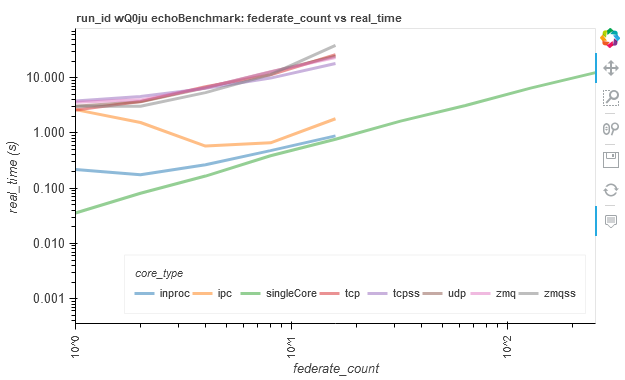 run_id wQ0ju echoBenchmark: federate_count vs real_time
10.000
1.000
0.100
0.010
0.001
real_time (s)
core_type
inproc ipc singleCore tcp tcpss udp zmq zmqss
10^0 10^1 10^2
federate_count